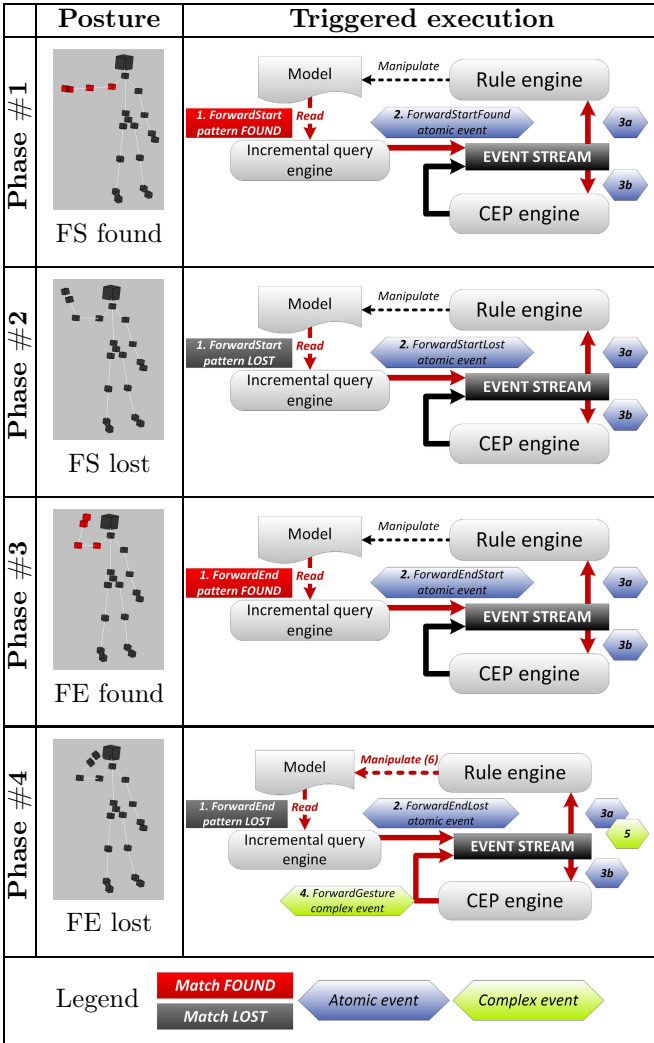 Posture
Triggered execution
Phase #1
FS found
Model
Manipulate
Rule engine
1. ForwardStart
pattern FOUND
Read
2. ForwardStartFound
atomic event
3a
Incremental query
engine
EVENT STREAM
3b
CEP engine
Phase #2
FS lost
Model
Manipulate
Rule engine
1. ForwardStart
pattern LOST
Read
2. ForwardStartLost
atomic event
3a
Incremental query
engine
EVENT STREAM
3b
CEP engine
Phase #3
FE found
Model
Manipulate
Rule engine
1. ForwardEnd
pattern FOUND
Read
2. ForwardEndStart
atomic event
3a
Incremental query
engine
EVENT STREAM
3b
CEP engine
Phase #4
FE lost
Model
Manipulate (6)
Rule engine
1. ForwardEnd
pattern LOST
Read
2. ForwardEndLost
atomic event
3a
5
Incremental query
engine
EVENT STREAM
3b
4. ForwardGesture
complex event
CEP engine
Legend
Match FOUND
Match LOST
Atomic event
Complex event